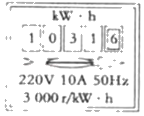 kW · h
1 0 3 1 6
220V 10A 50Hz
3 000 r/kW · h